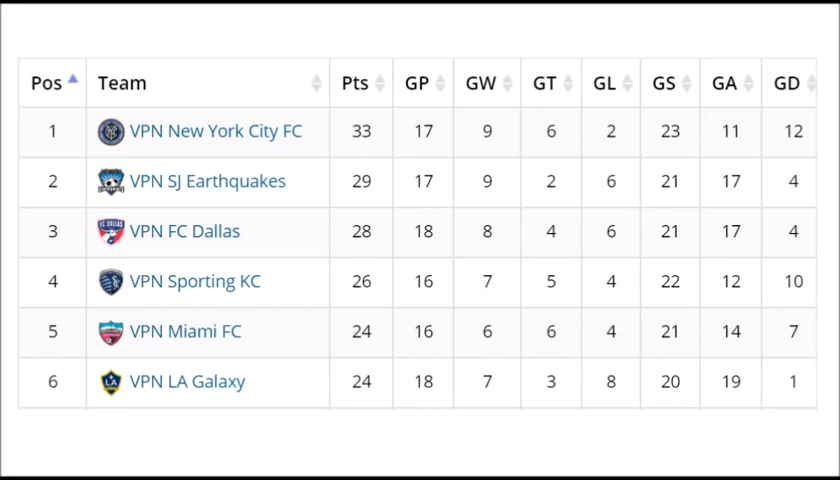 Pos Team Pts GP GW GT GL GS GA GD
1 VPN New York City FC 33 17 9 6 2 23 11 12
2 VPN SJ Earthquakes 29 17 9 2 6 21 17 4
3 VPN FC Dallas 28 18 8 4 6 21 17 4
4 VPN Sporting KC 26 16 7 5 4 22 12 10
5 VPN Miami FC 24 16 6 6 4 21 14 7
6 VPN LA Galaxy 24 18 7 3 8 20 19 1